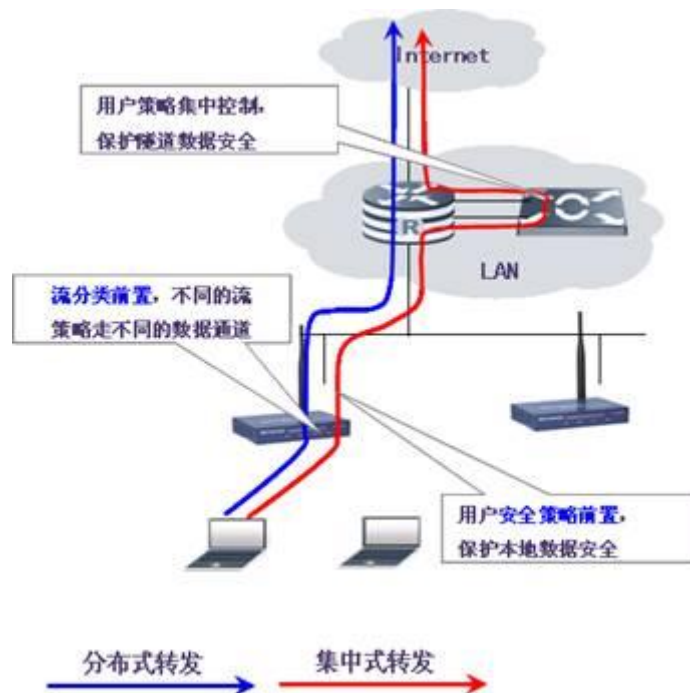 Internet
用户策略集中控制,
保护隧道数据安全
R
LAN
流分类前置, 不同的流
策略走不同的数据通道
用户安全策略前置,
保护本地数据安全
分布式转发
集中式转发